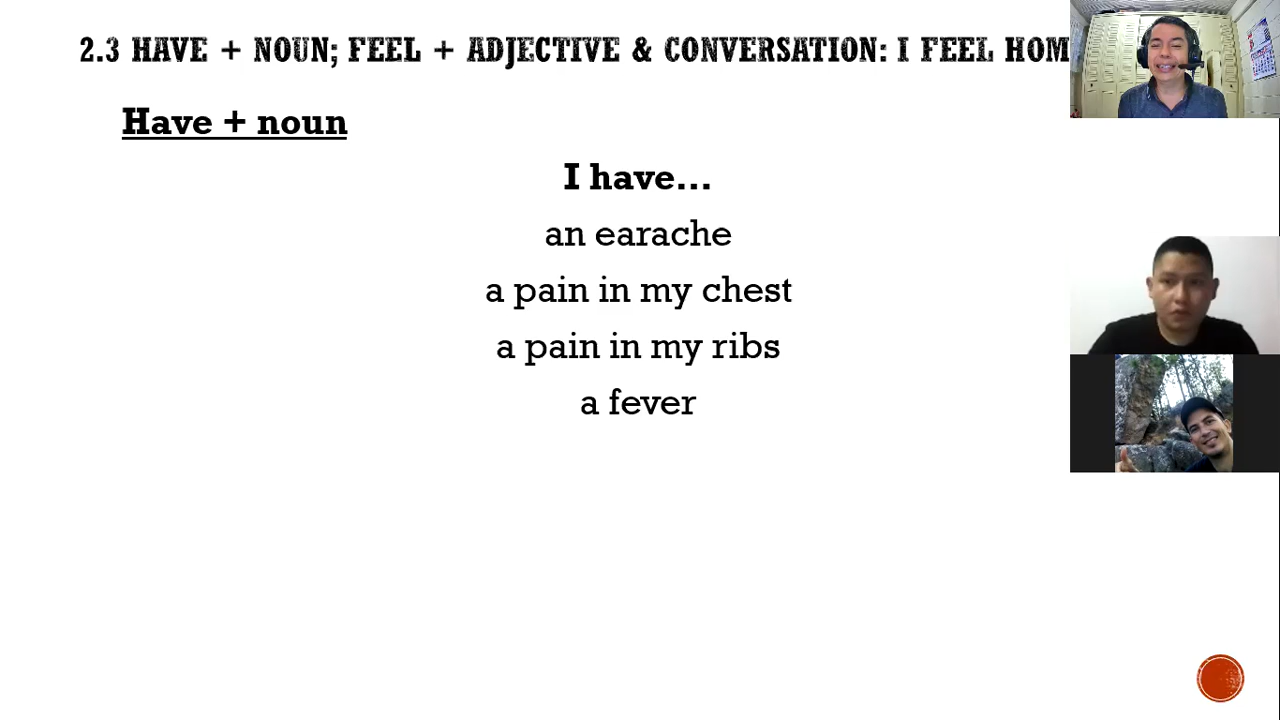 2.3 HAVE + NOUN; FEEL + ADJECTIVE & CONVERSATION: I FEEL HOM
Have + noun
I have...
an earache
a pain in my chest
a pain in my ribs
a fever